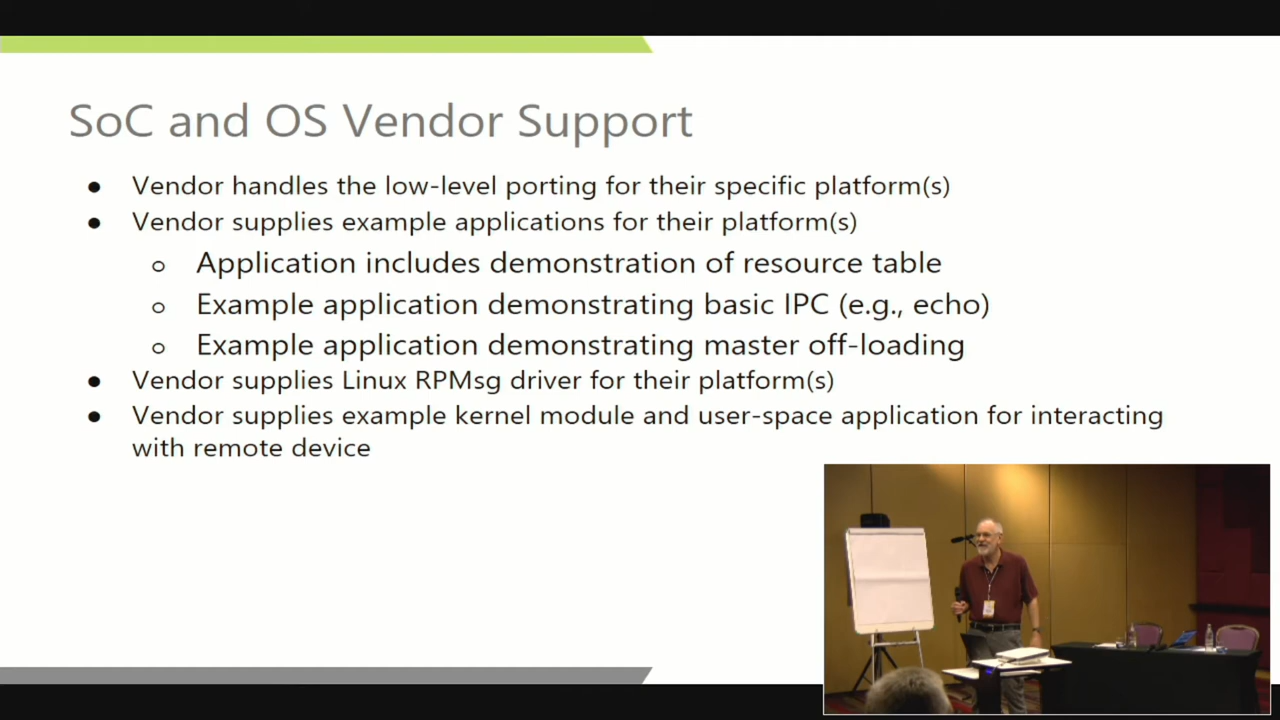 SoC and OS Vendor Support
● Vendor handles the low-level porting for their specific platform(s)
● Vendor supplies example applications for their platform(s)
o Application includes demonstration of resource table
o Example application demonstrating basic IPC (e.g., echo)
o Example application demonstrating master off-loading
● Vendor supplies Linux RPMsg driver for their platform(s)
● Vendor supplies example kernel module and user-space application for interacting
with remote device